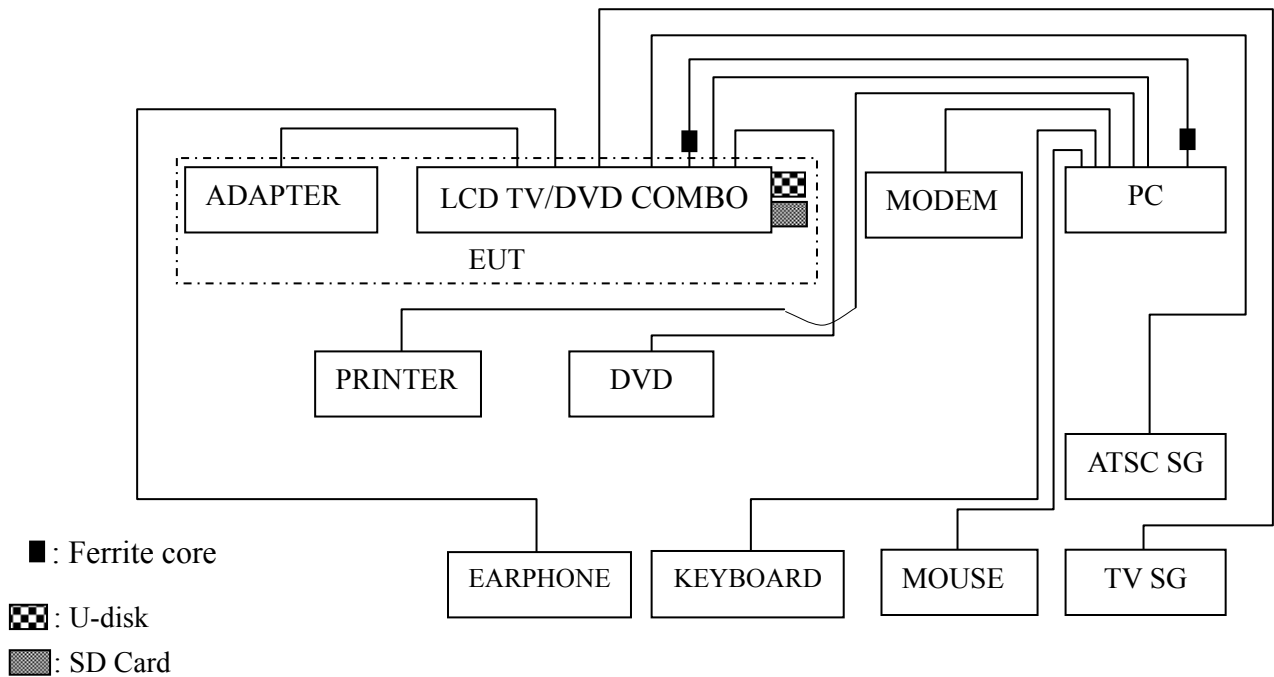 ADAPTER
LCD TV/DVD COMBO
MODEM
PC
EUT
PRINTER
DVD
ATSC SG
EARPHONE
KEYBOARD
MOUSE
TV SG
: Ferrite core
: U-disk
: SD Card